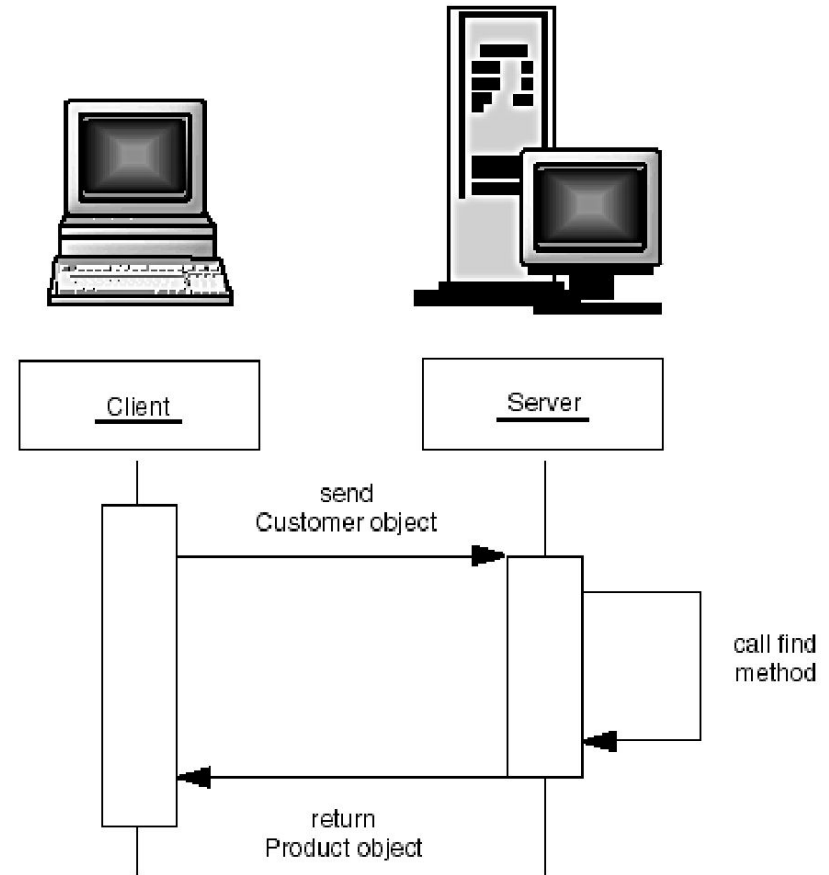 Client
Server
send
Customer object
call find
method
return
Product object